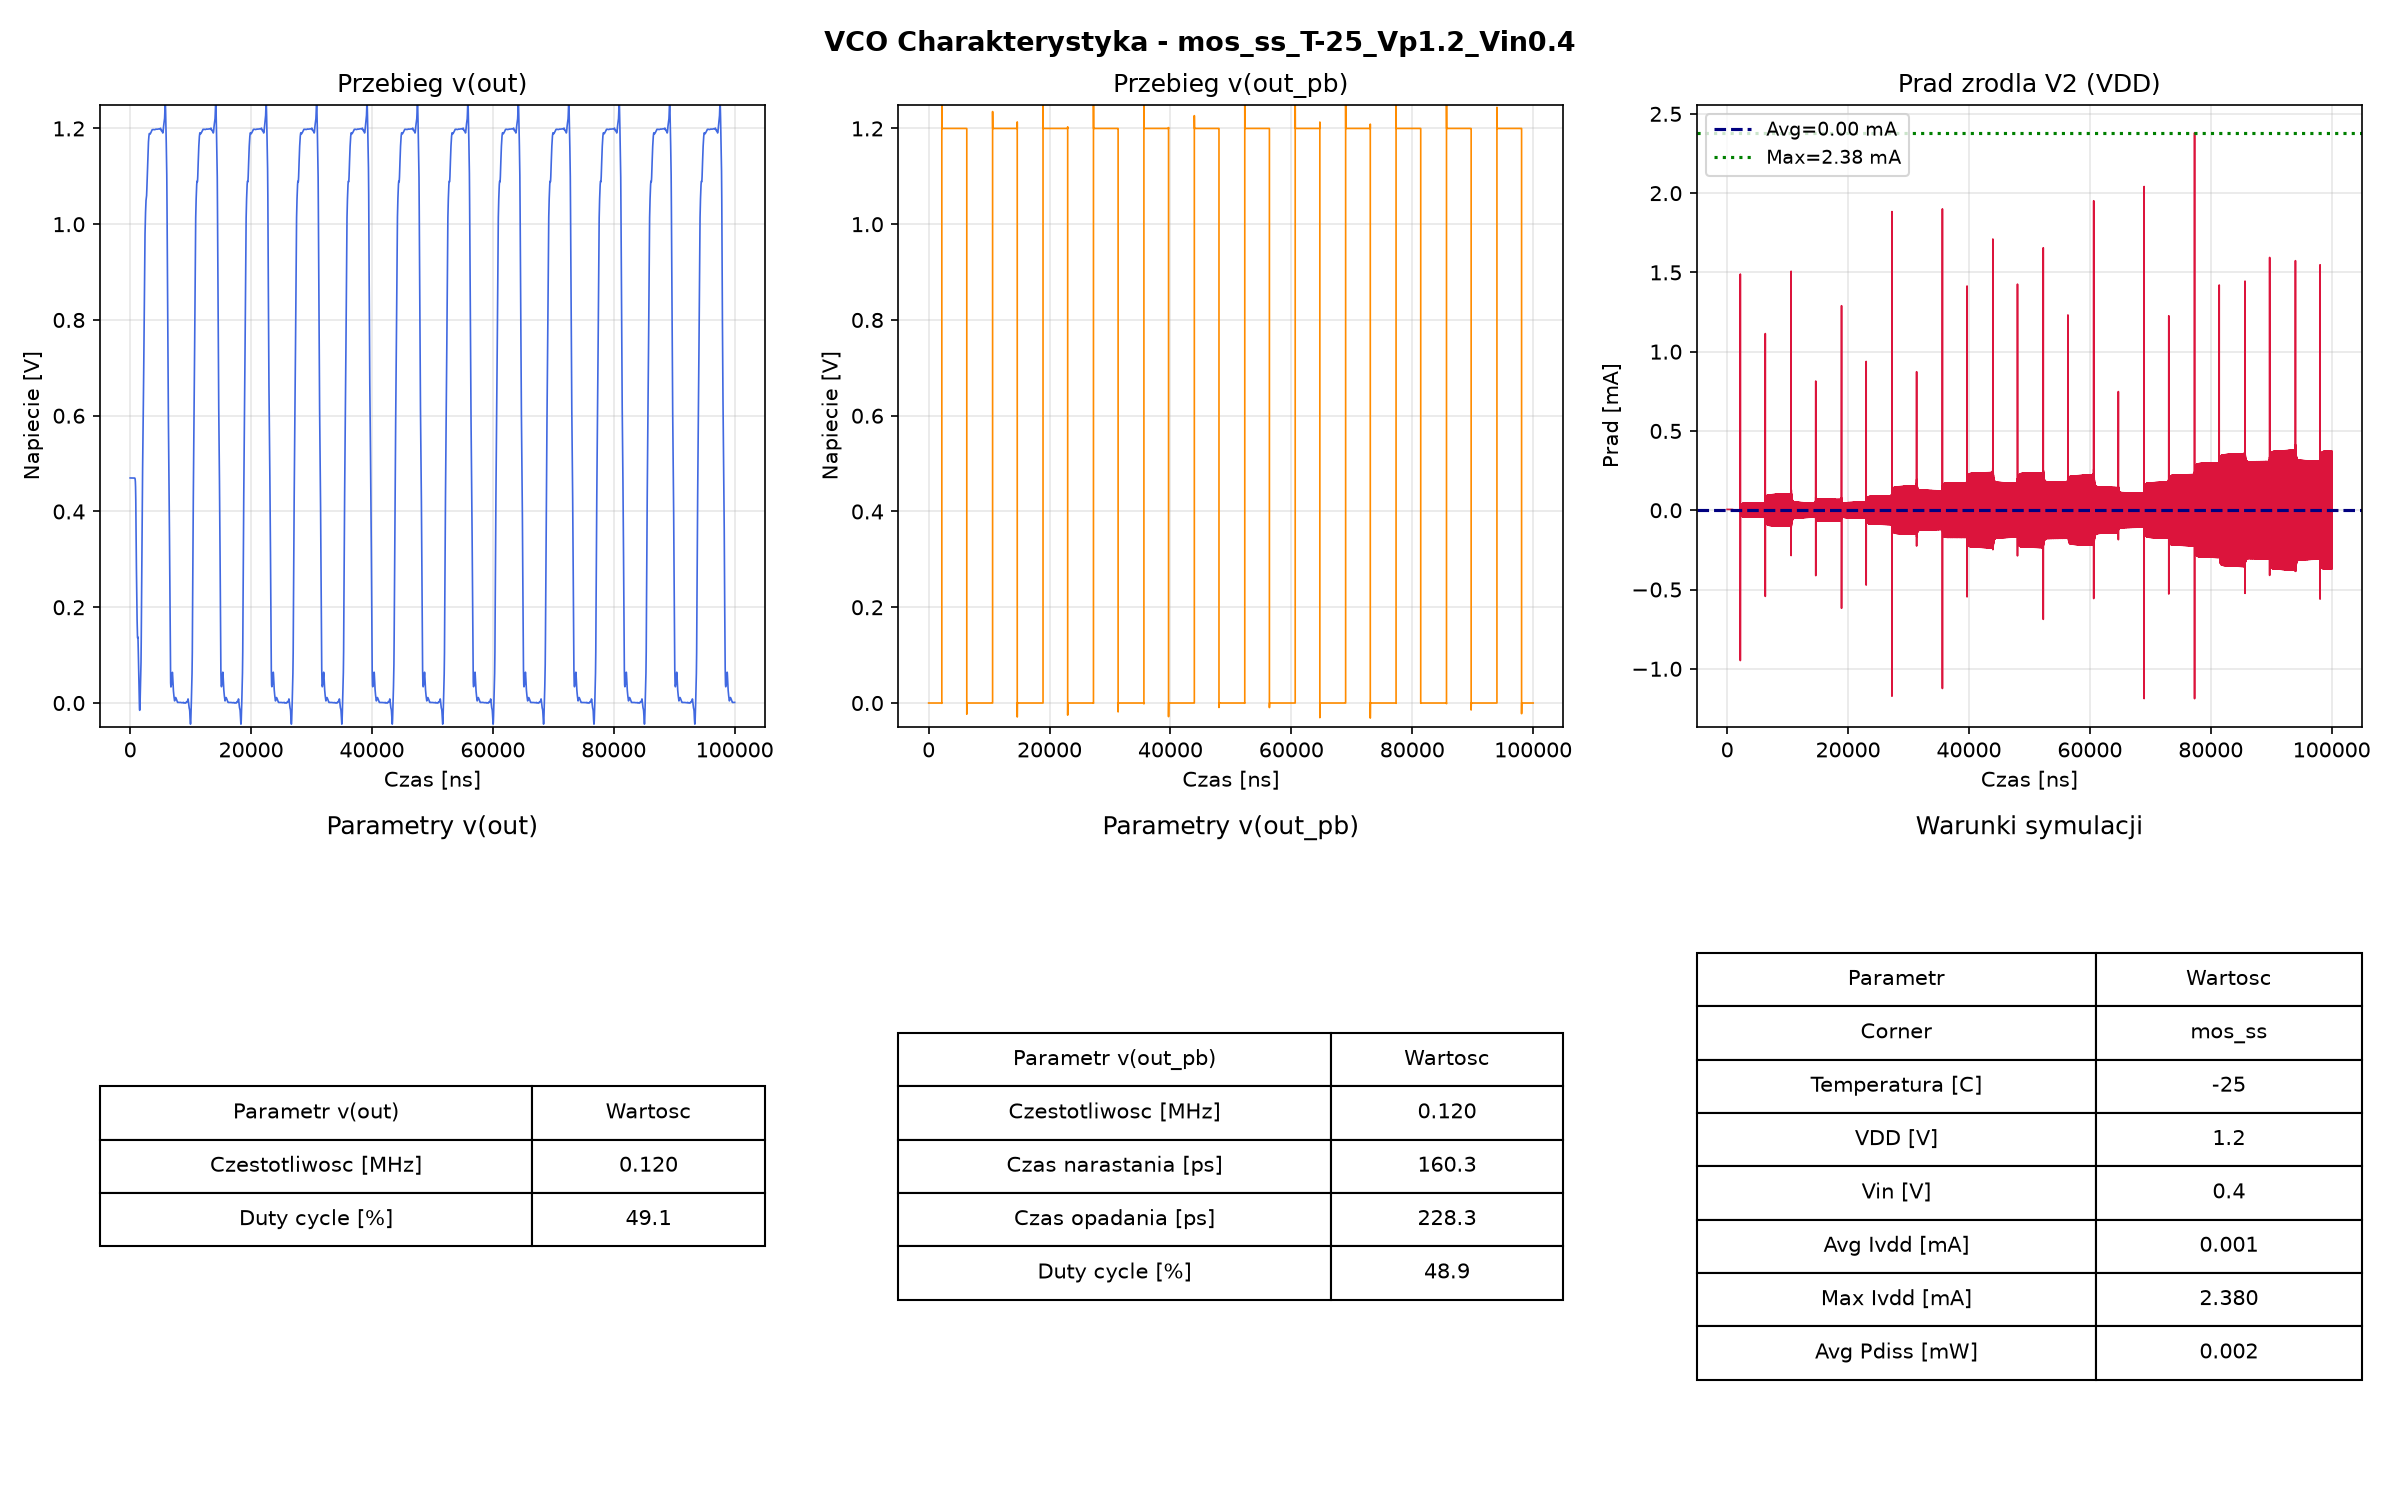 VCO Charakterystyka - mos_ss_T-25_Vp1.2_Vin0.4
Przebieg v(out)
1.2
1.0
0.8
0.6
0.4
0.2
0.0
Napiecie [V]
0 20000 40000 60000 80000 100000
Czas [ns]
Przebieg v(out_pb)
1.2
1.0
0.8
0.6
0.4
0.2
0.0
Napiecie [V]
0 20000 40000 60000 80000 100000
Czas [ns]
Prad zrodla V2 (VDD)
Avg=0.00 mA
Max=2.38 mA
2.5
2.0
1.5
1.0
0.5
0.0
−0.5
−1.0
Prad [mA]
0 20000 40000 60000 80000 100000
Czas [ns]
Parametry v(out)
Parametr v(out) Wartosc
Czestotliwosc [MHz] 0.120
Duty cycle [%] 49.1
Parametry v(out_pb)
Parametr v(out_pb) Wartosc
Czestotliwosc [MHz] 0.120
Czas narastania [ps] 160.3
Czas opadania [ps] 228.3
Duty cycle [%] 48.9
Warunki symulacji
Parametr Wartosc
Corner mos_ss
Temperatura [C] -25
VDD [V] 1.2
Vin [V] 0.4
Avg Ivdd [mA] 0.001
Max Ivdd [mA] 2.380
Avg Pdiss [mW] 0.002